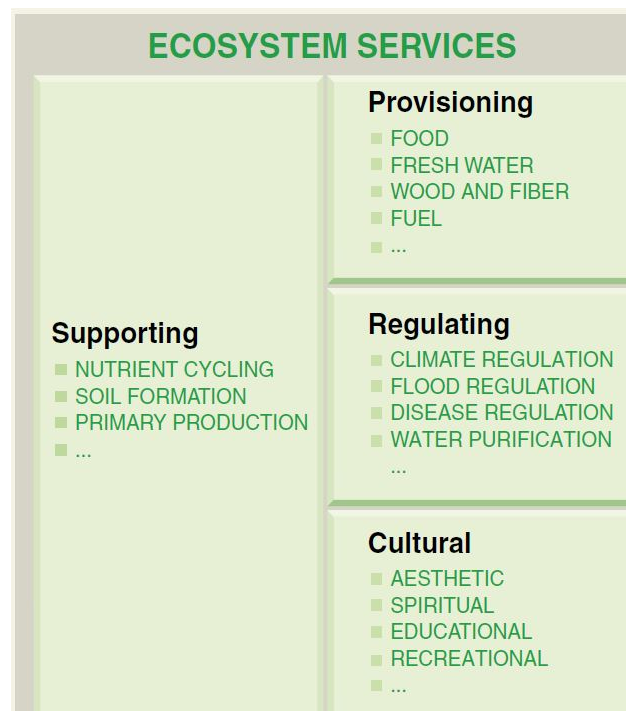 ECOSYSTEM SERVICES
Supporting
NUTRIENT CYCLING
SOIL FORMATION
PRIMARY PRODUCTION
...
Provisioning
FOOD
FRESH WATER
WOOD AND FIBER
FUEL
...
Regulating
CLIMATE REGULATION
FLOOD REGULATION
DISEASE REGULATION
WATER PURIFICATION
...
Cultural
AESTHETIC
SPIRITUAL
EDUCATIONAL
RECREATIONAL
...